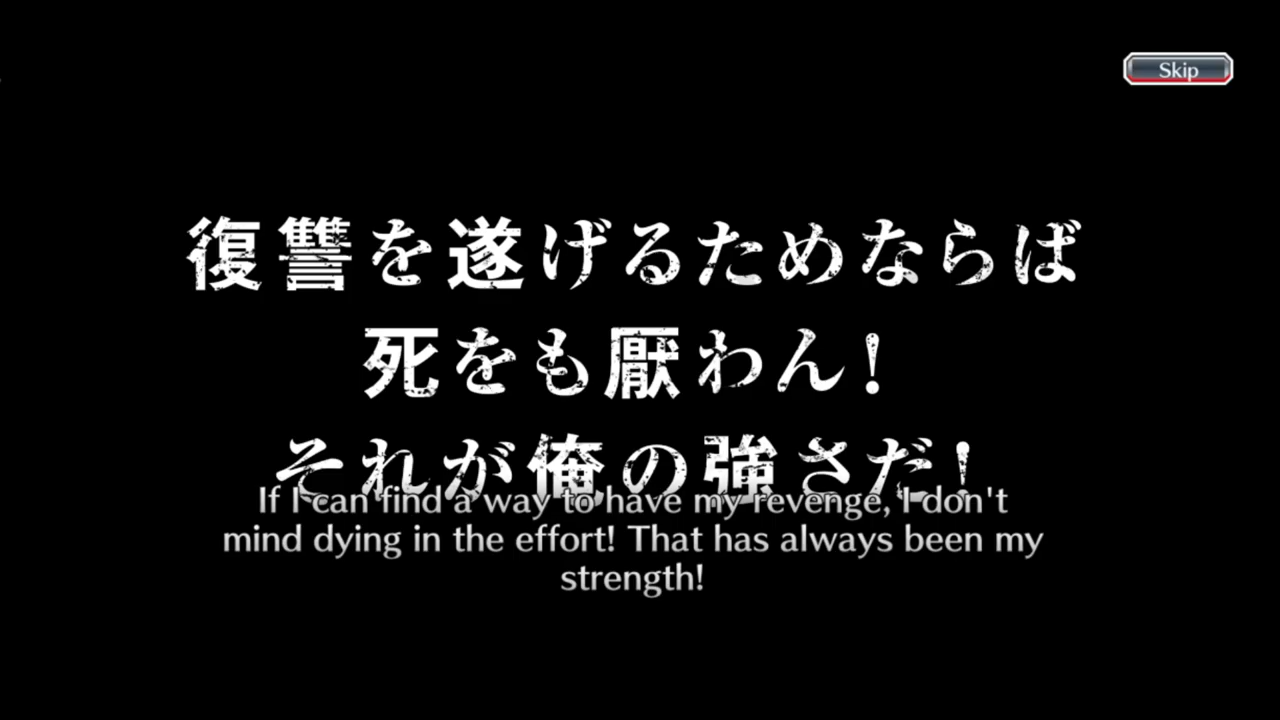 Skip
復讐を遂げるためならば
死をも厭わん！
それが俺の強さだ！
If I can find a way to have my revenge, I don't
mind dying in the effort! That has always been my
strength!